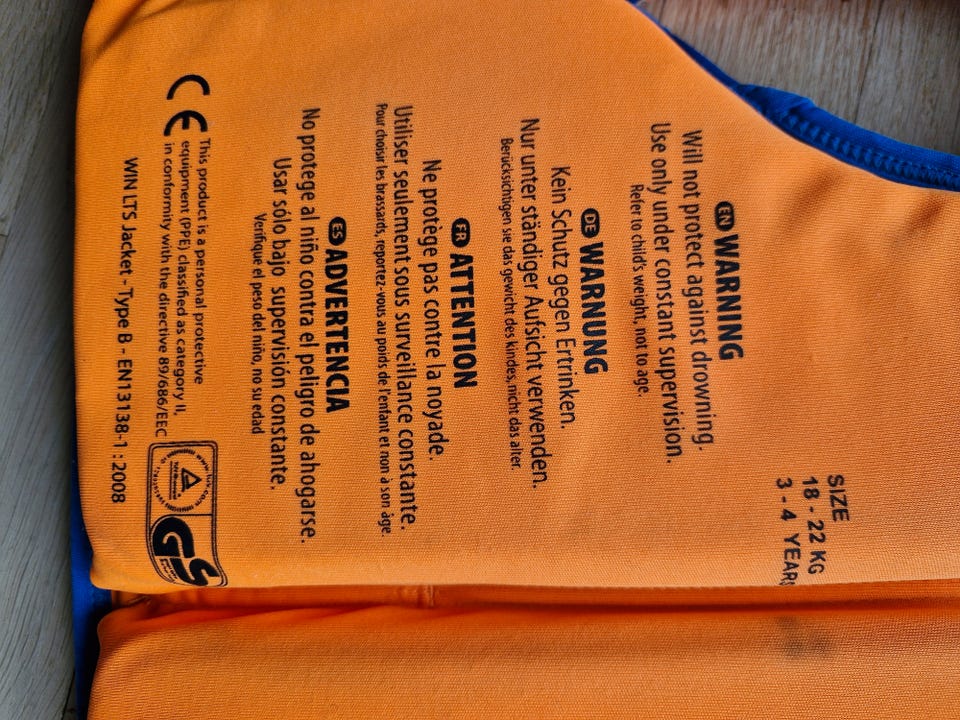 SIZE
18 - 22 KG
3 - 4 YEARS
EN WARNING
Will not protect against drowning.
Use only under constant supervision.
Refer to child's weight, not to age.
DE WARNUNG
Kein Schutz gegen Ertrinken.
Nur unter ständiger Aufsicht verwenden.
Berücksichtigen sie das gewicht des kindes, nicht das alter.
FR ATTENTION
Ne protège pas contre la noyade.
Utiliser seulement sous surveillance constante.
Pour choisir les brassards, reportez-vous au poids de l'enfant et non à son âge.
ES ADVERTENCIA
No protege al niño contra el peligro de ahogarse.
Usar sólo bajo supervisión constante.
Verifique el peso del niño, no su edad
CE
This product is a personal protective
equipment (PPE) classified as category II,
in conformity with the directive 89/686/EEC
GS
WIN LTS Jacket - Type B - EN13138-1 : 2008